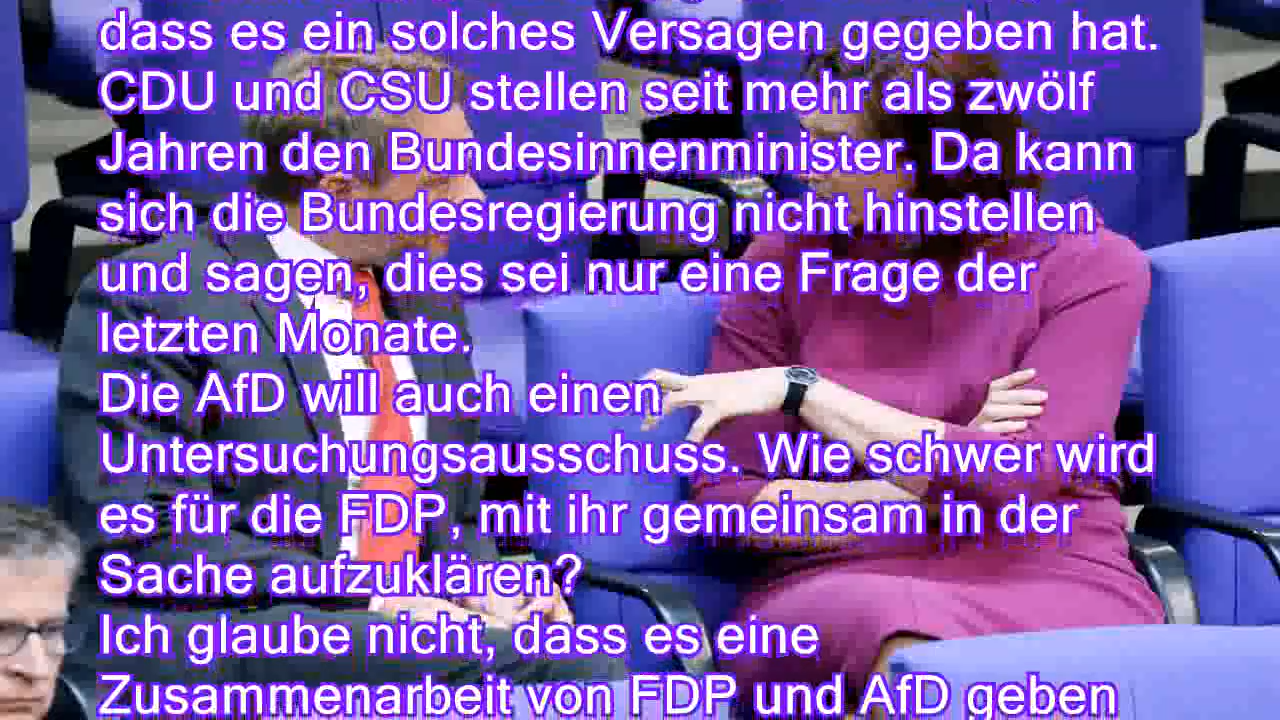 dass es ein solches Versagen gegeben hat.
CDU und CSU stellen seit mehr als zwölf
Jahren den Bundesinnenminister. Da kann
sich die Bundesregierung nicht hinstellen
und sagen, dies sei nur eine Frage der
letzten Monate.
Die AfD will auch einen
Untersuchungsausschuss. Wie schwer wird
es für die FDP, mit ihr gemeinsam in der
Sache aufzuklären?
Ich glaube nicht, dass es eine
Zusammenarbeit von FDP und AfD geben